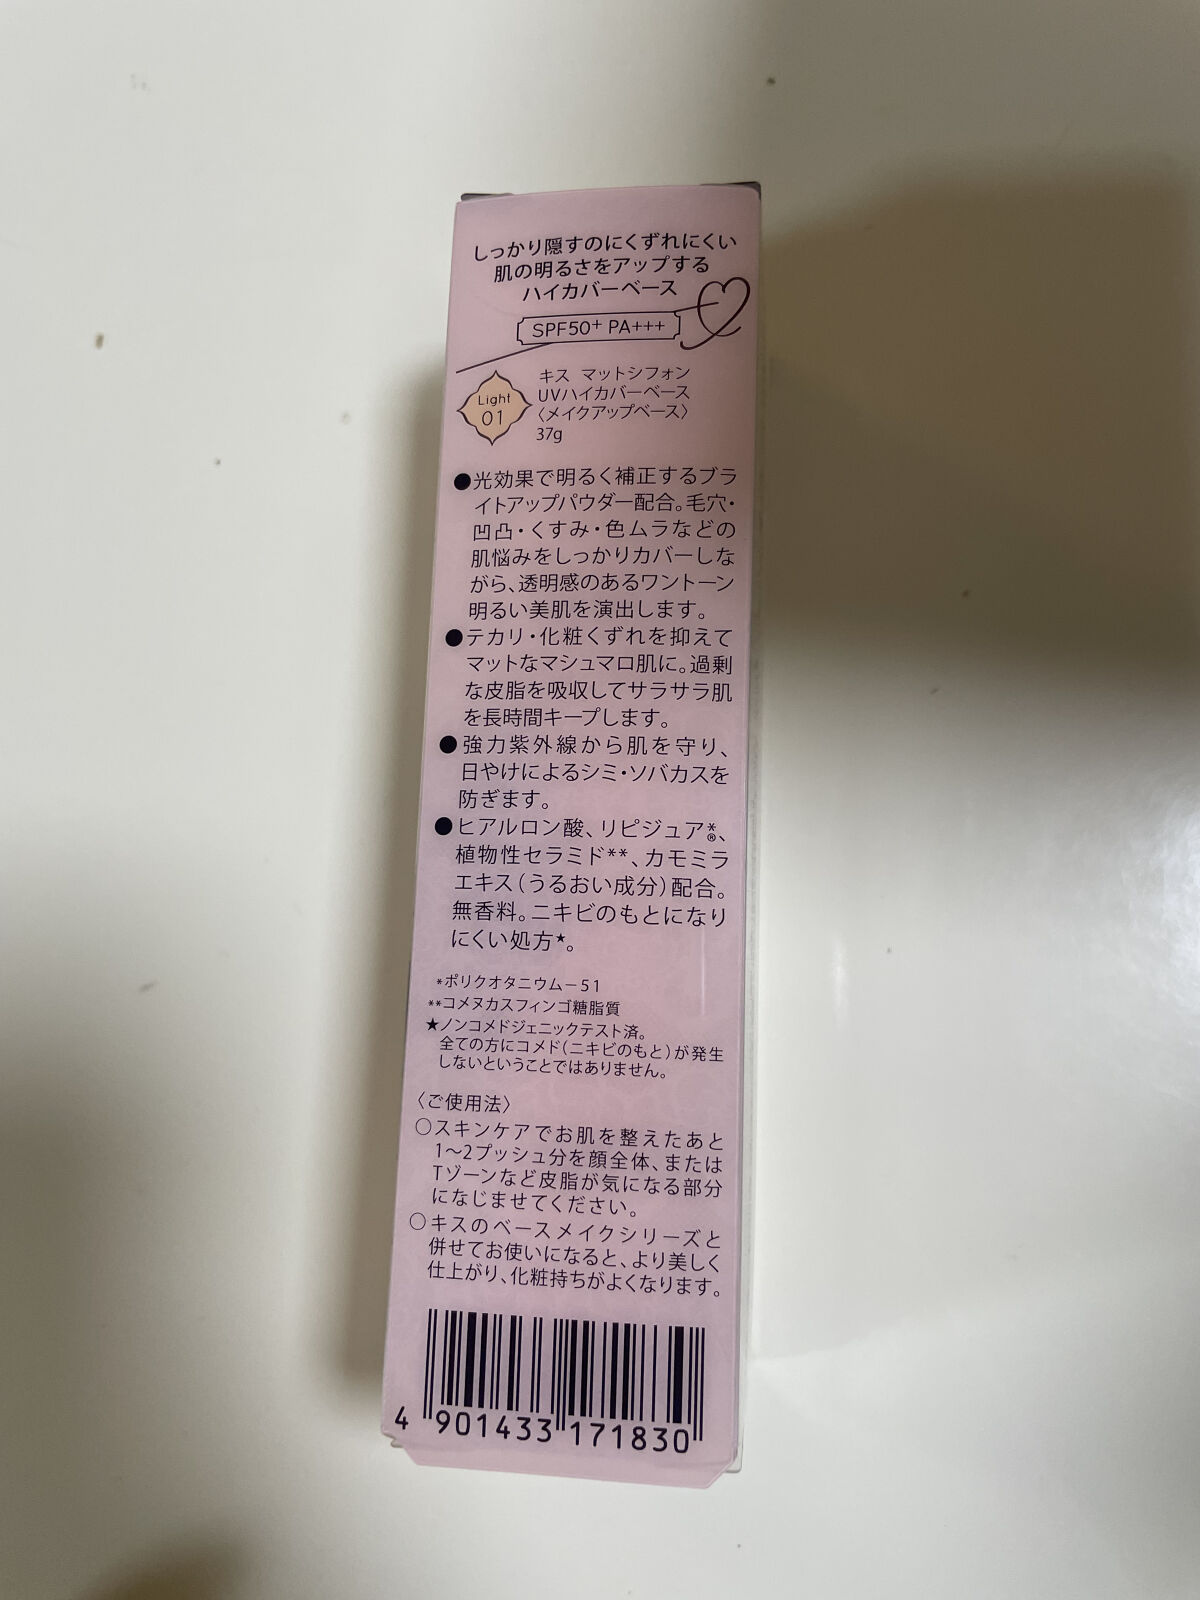 しっかり隠すのにくずれにくい
肌の明るさをアップする
ハイカバーベース
SPF50+ PA+++
Light
01
キス マットシフォン
UVハイカバーベース
〈メイクアップベース〉
37g
●光効果で明るく補正するブラ
イトアップパウダー配合。毛穴・
凹凸・くすみ・色ムラなどの
肌悩みをしっかりカバーしな
がら、透明感のあるワントーン
明るい美肌を演出します。
●テカリ・化粧くずれを抑えて
マットなマシュマロ肌に。過剰
な皮脂を吸収してサラサラ肌
を長時間キープします。
●強力紫外線から肌を守り、
日やけによるシミ・ソバカスを
防ぎます。
●ヒアルロン酸、リピジュア*®、
植物性セラミド**、カモミラ
エキス(うるおい成分)配合。
無香料。ニキビのもとになり
にくい処方★。
*ポリクオタニウム－51
**コメヌカスフィンゴ糖脂質
★ノンコメドジェニックテスト済。
全ての方にコメド(ニキビのもと)が発生
しないということではありません。
〈ご使用法〉
○スキンケアでお肌を整えたあと
1～2プッシュ分を顔全体、または
Tゾーンなど皮脂が気になる部分
になじませてください。
○キスのベースメイクシリーズと
併せてお使いになると、より美しく
仕上がり、化粧持ちがよくなります。
4 901433 171830